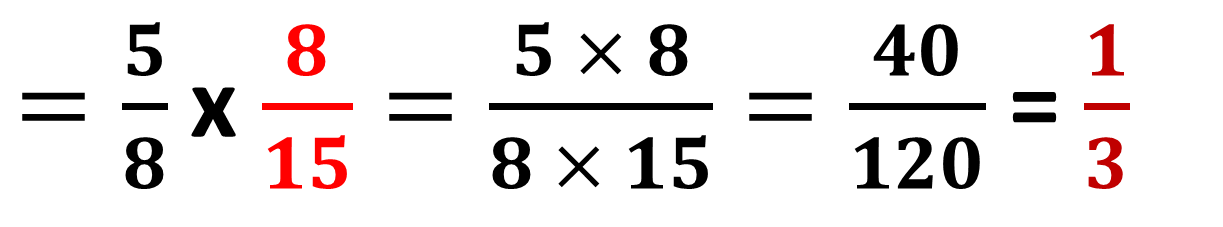 = 5/8 x 8/15 = 5 × 8 / 8 × 15 = 40/120 = 1/3